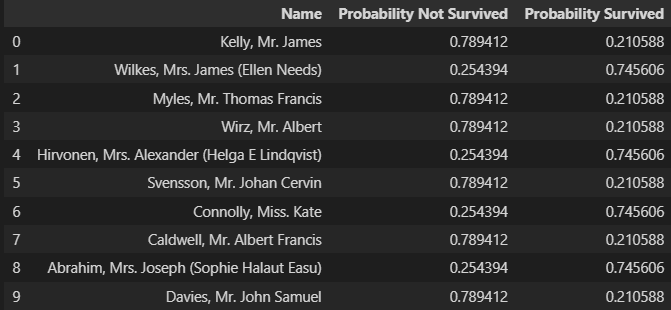 Name Probability Not Survived Probability Survived
0 Kelly, Mr. James 0.789412 0.210588
1 Wilkes, Mrs. James (Ellen Needs) 0.254394 0.745606
2 Myles, Mr. Thomas Francis 0.789412 0.210588
3 Wirz, Mr. Albert 0.789412 0.210588
4 Hirvonen, Mrs. Alexander (Helga E Lindqvist) 0.254394 0.745606
5 Svensson, Mr. Johan Cervin 0.789412 0.210588
6 Connolly, Miss. Kate 0.254394 0.745606
7 Caldwell, Mr. Albert Francis 0.789412 0.210588
8 Abrahim, Mrs. Joseph (Sophie Halaut Easu) 0.254394 0.745606
9 Davies, Mr. John Samuel 0.789412 0.210588